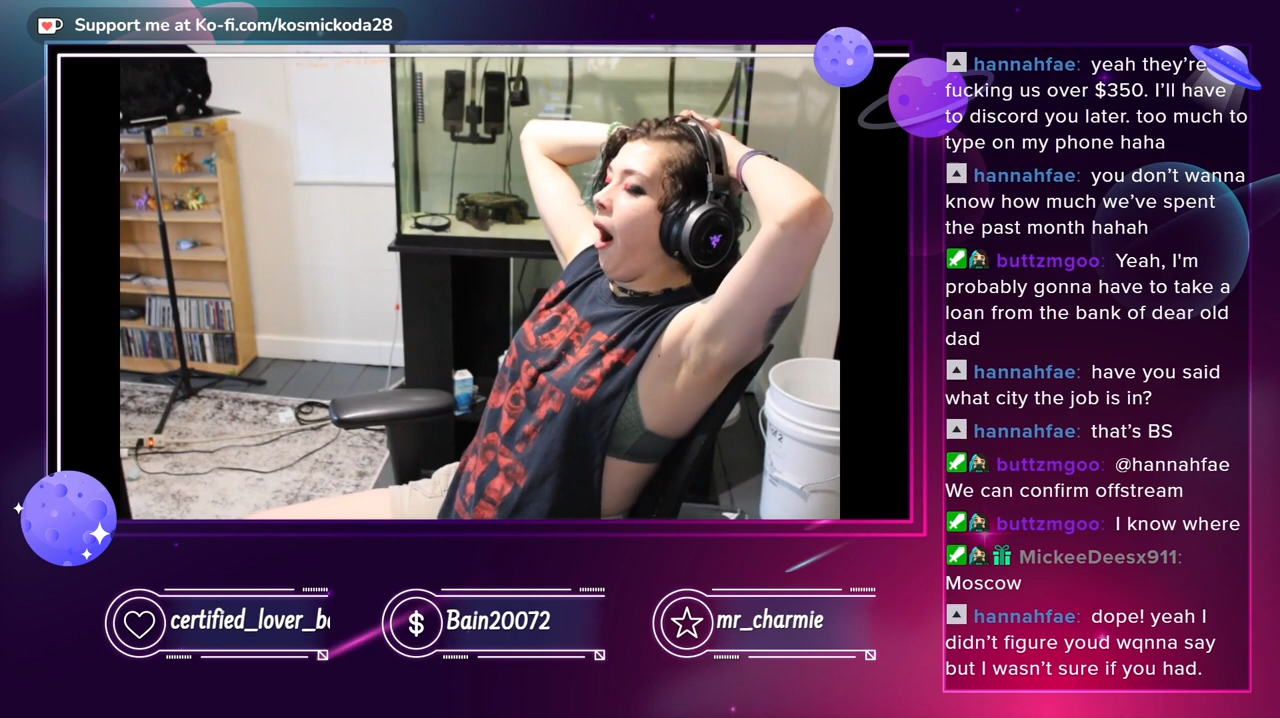 Support me at Ko-fi.com/kosmickoda28
hannahfae: yeah they're
fucking us over $350. I'll have
to discord you later. too much to
type on my phone haha
hannahfae: you don't wanna
know how much we've spent
the past month hahah
buttzmgoo: Yeah, I'm
probably gonna have to take a
loan from the bank of dear old
dad
hannahfae: have you said
what city the job is in?
hannahfae: that's BS
buttzmgoo: @hannahfae
We can confirm offstream
buttzmgoo: I know where
MickeeDeesx911:
Moscow
hannahfae: dope! yeah I
didn't figure youd wqnna say
but I wasn't sure if you had.
certified_lover_bo
$ Bain20072
mr_charmie